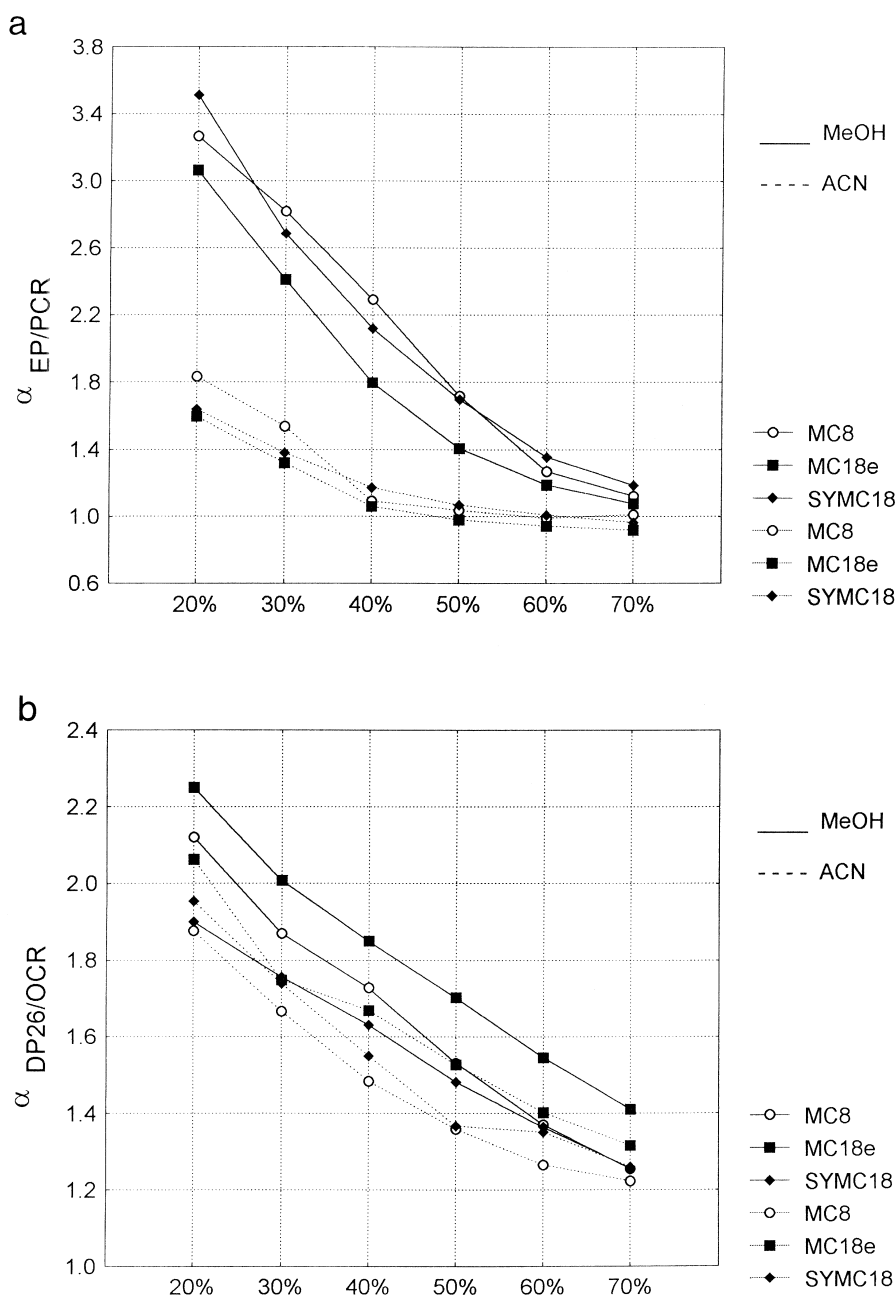 a
3.8
3.4
3.0
2.6
2.2
1.8
1.4
1.0
0.6
α EP/PCR
20% 30% 40% 50% 60% 70%
MeOH
ACN
MC8
MC18e
SYMC18
MC8
MC18e
SYMC18
b
2.4
2.2
2.0
1.8
1.6
1.4
1.2
1.0
α DP26/OCR
20% 30% 40% 50% 60% 70%
MeOH
ACN
MC8
MC18e
SYMC18
MC8
MC18e
SYMC18